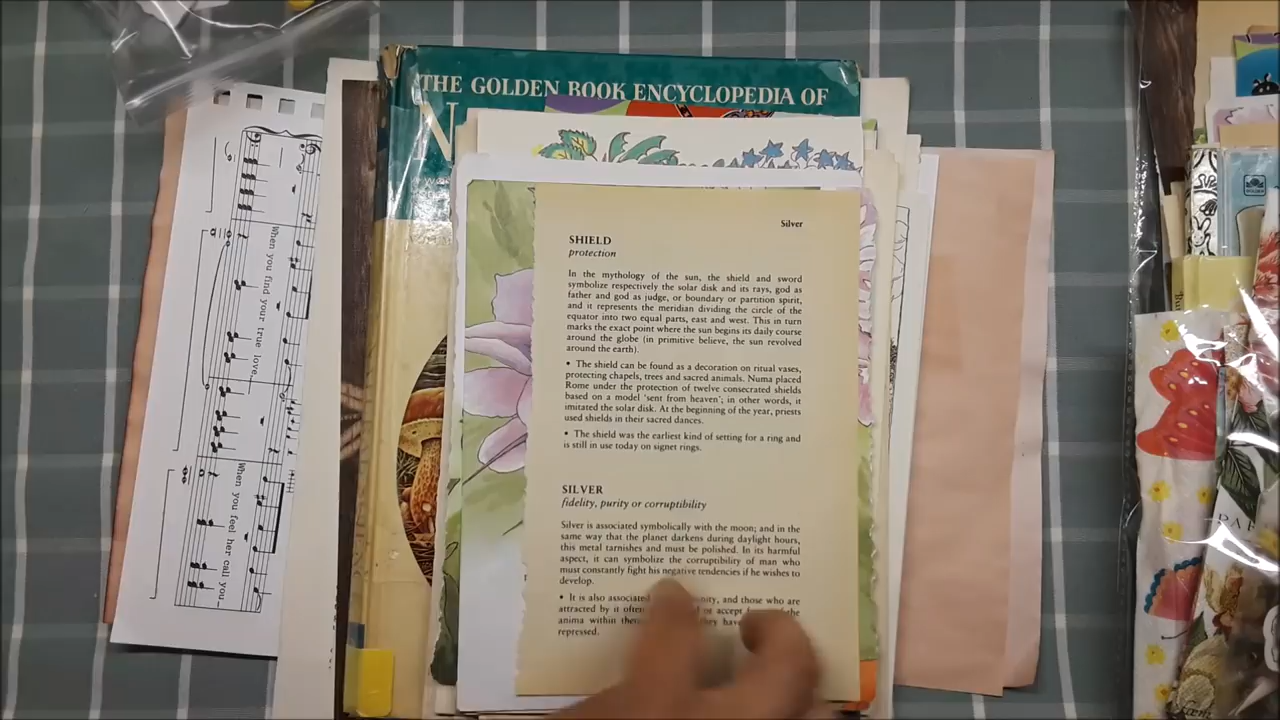 THE GOLDEN BOOK ENCYCLOPEDIA OF
N
Silver
SHIELD
protection
In the mythology of the sun, the shield and sword
symbolize respectively the solar disk and its rays, god as
father and god as judge, or boundary or partition spirit,
and it represents the meridian dividing the circle of the
equator into two equal parts, east and west. This in turn
marks the exact point where the sun begins its daily course
around the globe (in primitive believe, the sun revolved
around the earth).
• The shield can be found as a decoration on ritual vases,
protecting chapels, trees and sacred animals. Numa placed
Rome under the protection of twelve consecrated shields
based on a model 'sent from heaven'; in other words, it
imitated the solar disk. At the beginning of the year, priests
used shields in their sacred dances.
• The shield was the earliest kind of setting for a ring and
is still in use today on signet rings.
SILVER
fidelity, purity or corruptibility
Silver is associated symbolically with the moon; and in the
same way that the planet darkens during daylight hours,
this metal tarnishes and must be polished. In its harmful
aspect, it can symbolize the corruptibility of man who
must constantly fight his negative tendencies if he wishes to
develop.
• It is also associated and those who are
attracted by it often or accept the
anima within they have
repressed.
When you find your true love,
When you feel her call you
GOLDEN